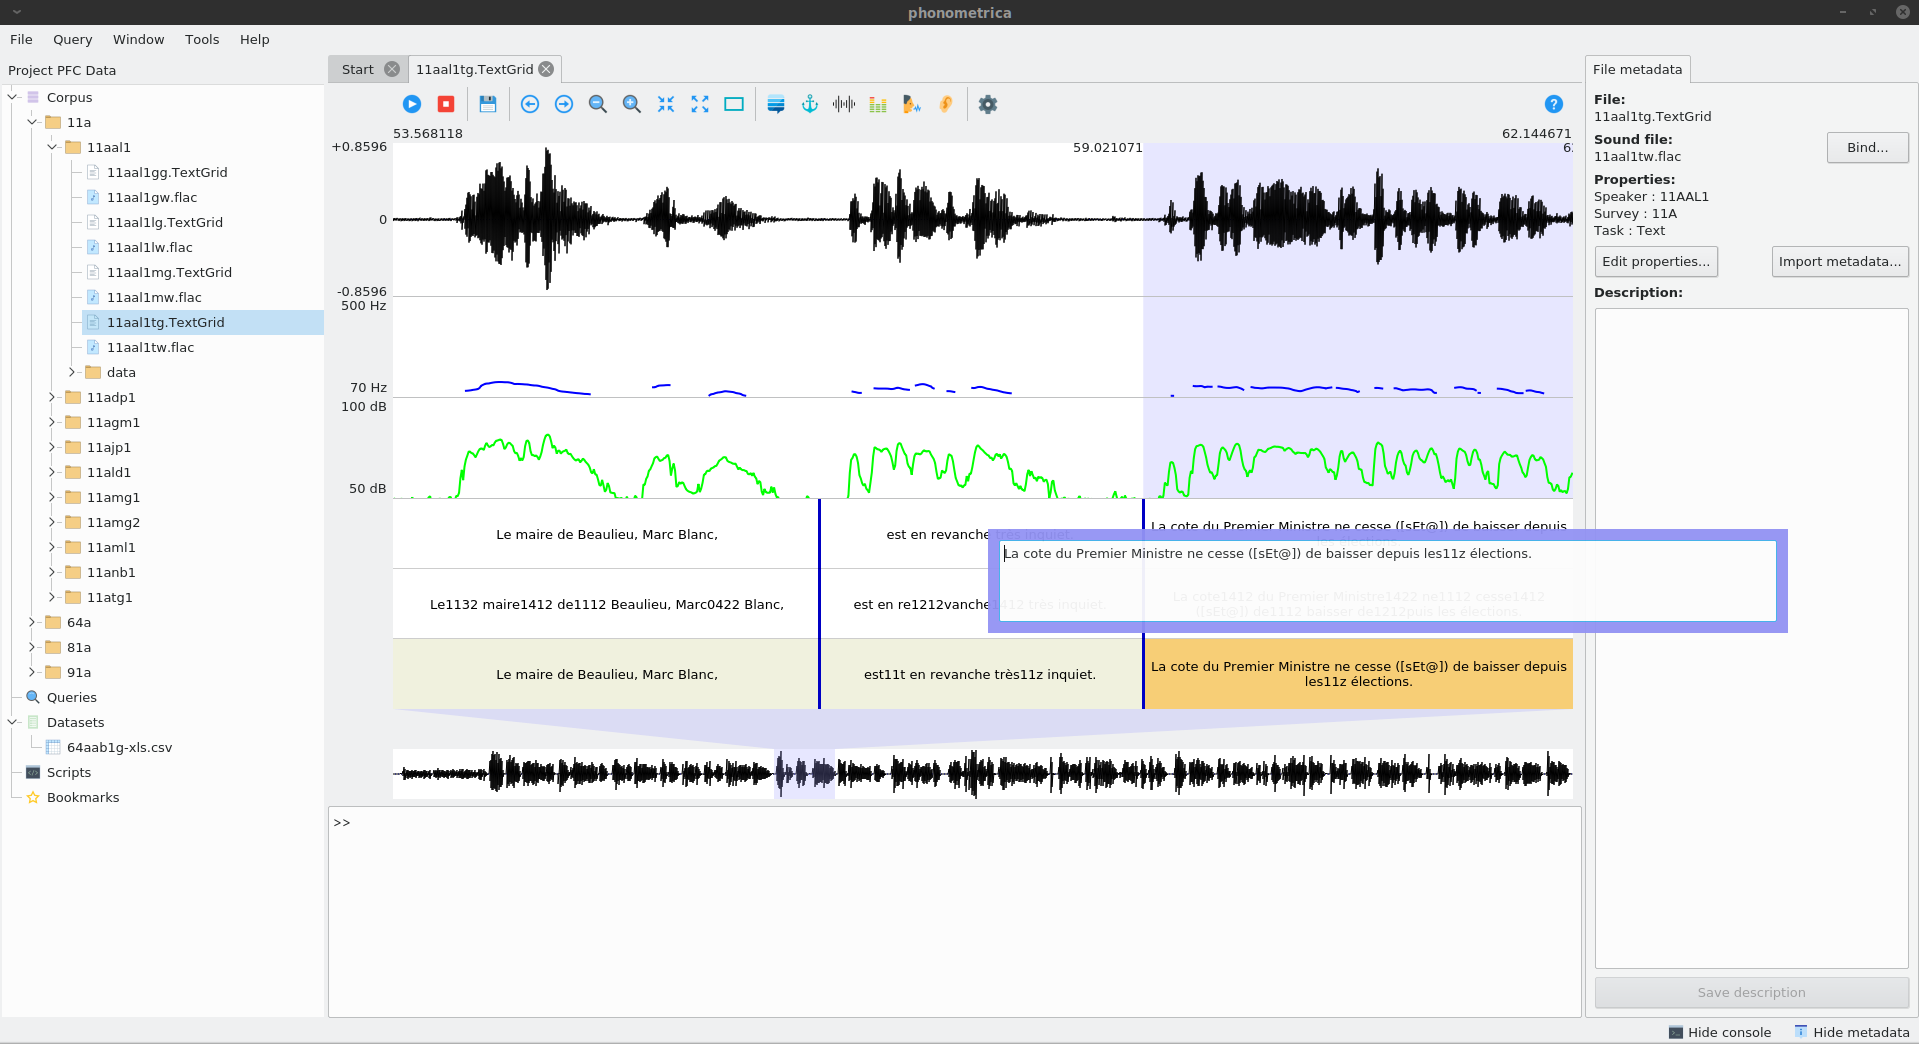 phonometrica
File Query Window Tools Help
Project PFC Data
Corpus
11a
11aal1
11aal1gg.TextGrid
11aal1gw.flac
11aal1lg.TextGrid
11aal1lw.flac
11aal1mg.TextGrid
11aal1mw.flac
11aal1tg.TextGrid
11aal1tw.flac
data
11adp1
11agm1
11ajp1
11ald1
11amg1
11amg2
11aml1
11anb1
11atg1
64a
81a
91a
Queries
Datasets
64aab1g-xls.csv
Scripts
Bookmarks
Start 11aal1tg.TextGrid
53.568118 62.144671
+0.8596 59.021071
0
-0.8596
500 Hz
70 Hz
100 dB
50 dB
Le maire de Beaulieu, Marc Blanc, est en revanche très inquiet. La cote du Premier Ministre ne cesse ([sEt@]) de baisser depuis
les élections.
La cote du Premier Ministre ne cesse ([sEt@]) de baisser depuis les11z élections.
Le1132 maire1412 de1112 Beaulieu, Marc0422 Blanc, est en re1212vanche1412 très inquiet. La cote1412 du Premier Ministre1422 ne1112 cesse1412
([sEt@]) de1112 baisser de1212puis les élections.
Le maire de Beaulieu, Marc Blanc, est11t en revanche très11z inquiet. La cote du Premier Ministre ne cesse ([sEt@]) de baisser depuis
les11z élections.
>>
File metadata
File:
11aal1tg.TextGrid
Sound file:
11aal1tw.flac Bind...
Properties:
Speaker : 11AAL1
Survey : 11A
Task : Text
Edit properties... Import metadata...
Description:
Save description
Hide console Hide metadata